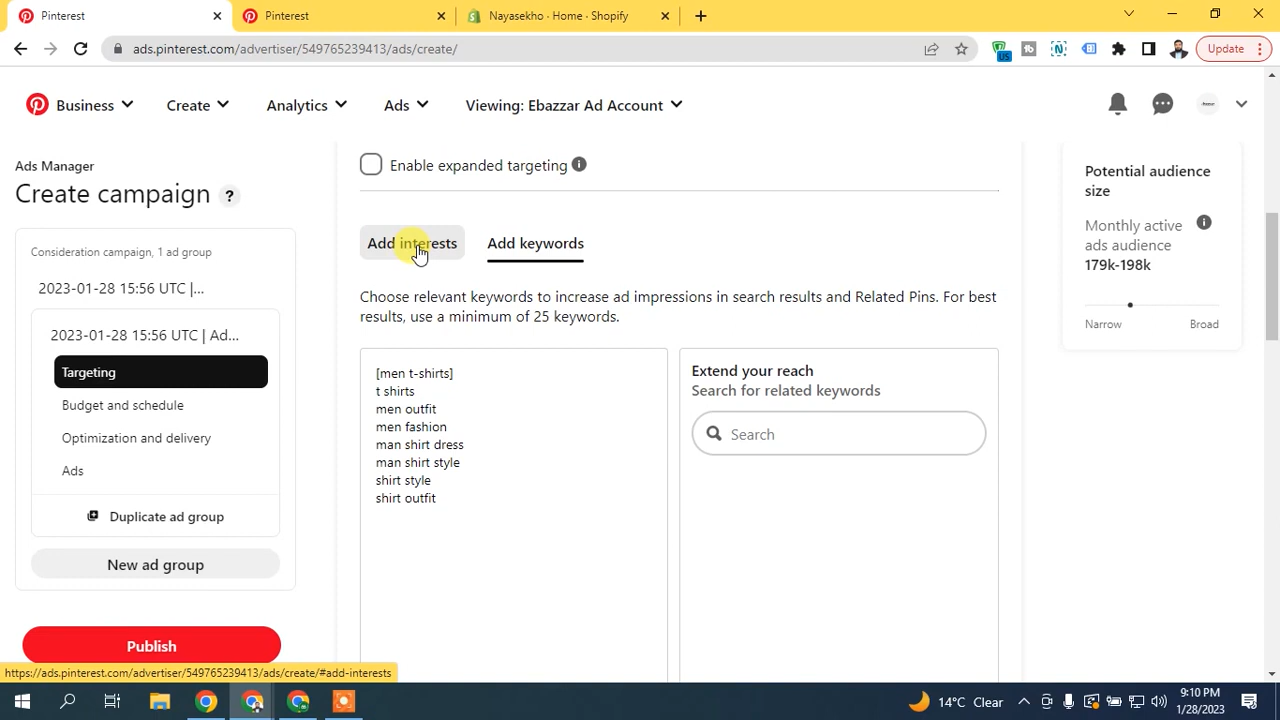 Pinterest
Pinterest
Nayasekho · Home · Shopify
ads.pinterest.com/advertiser/549765239413/ads/create/
US
Update
Business
Create
Analytics
Ads
Viewing: Ebazzar Ad Account
Ads Manager
Create campaign ?
Consideration campaign, 1 ad group
2023-01-28 15:56 UTC |...
2023-01-28 15:56 UTC | Ad...
Targeting
Budget and schedule
Optimization and delivery
Ads
Duplicate ad group
New ad group
Publish
Enable expanded targeting
Add interests
Add keywords
Choose relevant keywords to increase ad impressions in search results and Related Pins. For best
results, use a minimum of 25 keywords.
[men t-shirts]
t shirts
men outfit
men fashion
man shirt dress
man shirt style
shirt style
shirt outfit
Extend your reach
Search for related keywords
Search
Potential audience
size
Monthly active
ads audience
179k-198k
Narrow
Broad
https://ads.pinterest.com/advertiser/549765239413/ads/create/#add-interests
14°C Clear
9:10 PM
1/28/2023